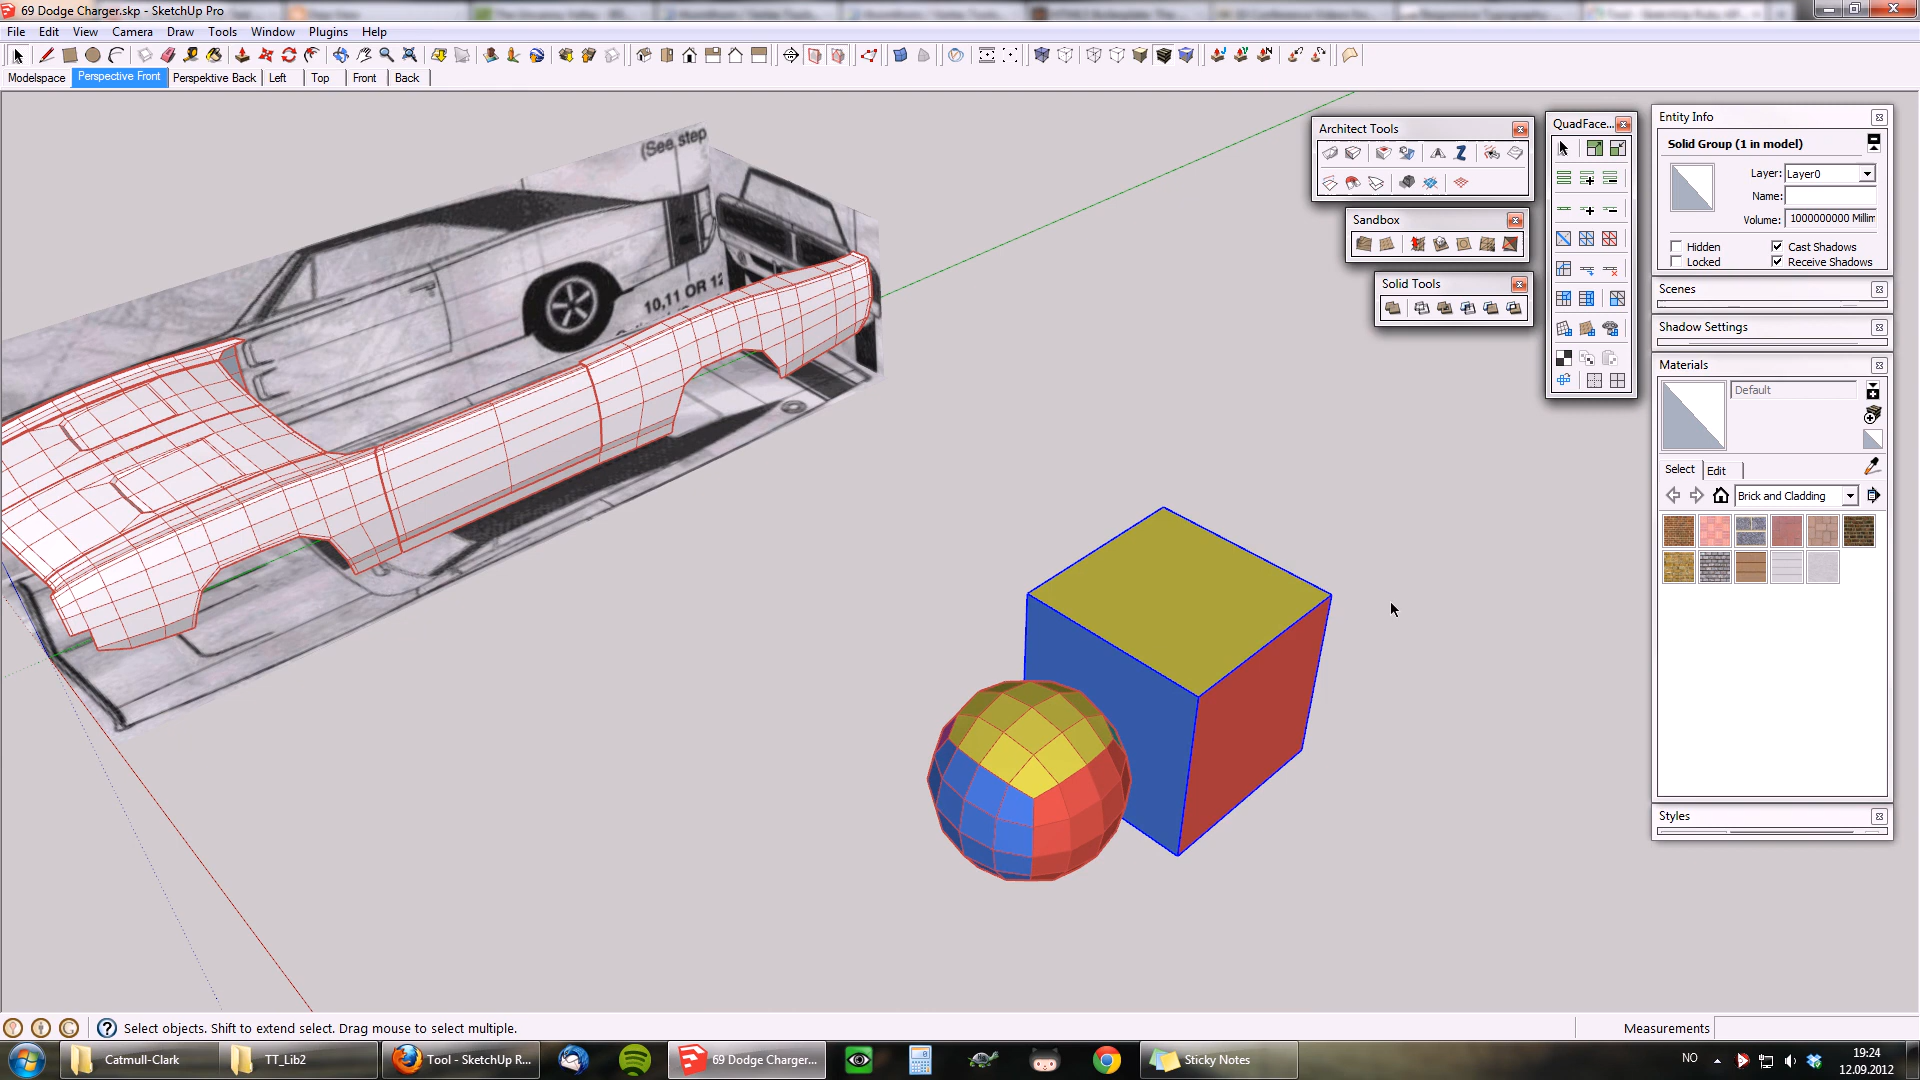 69 Dodge Charger.skp - SketchUp Pro
File Edit View Camera Draw Tools Window Plugins Help
Modelspace Perspective Front Perspektive Back Left Top Front Back
(See step
10,11 OR 12
Architect Tools
Sandbox
Solid Tools
QuadFace...
Entity Info
Solid Group (1 in model)
Layer: Layer0
Name:
Volume: 1000000000 Millim
Hidden Cast Shadows
Locked Receive Shadows
Scenes
Shadow Settings
Materials
Default
Select Edit
Brick and Cladding
Styles
Select objects. Shift to extend select. Drag mouse to select multiple.
Measurements
Catmull-Clark TT_Lib2 Tool - SketchUp R... 69 Dodge Charger... Sticky Notes
NO 19:24
12.09.2012